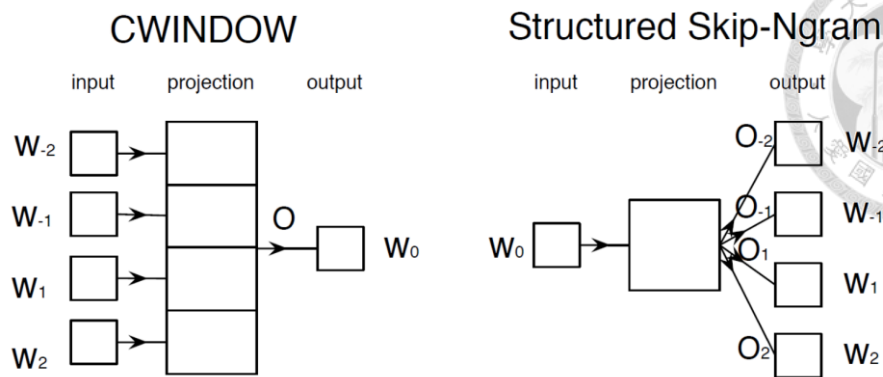 CWINDOW
input projection output
W-2
W-1
W1
W2
O
W0
Structured Skip-Ngram
input projection output
W0
O-2
O-1
O1
O2
W-2
W-1
W1
W2